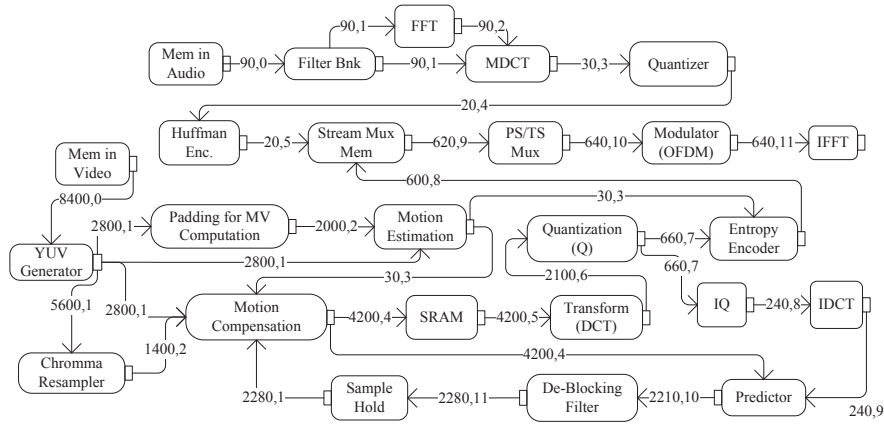 90,1
FFT
90,2
Mem in
Audio
90,0
Filter Bnk
90,1
MDCT
30,3
Quantizer
20,4
Huffman
Enc.
20,5
Stream Mux
Mem
620,9
PS/TS
Mux
640,10
Modulator
(OFDM)
640,11
IFFT
Mem in
Video
600,8
8400,0
30,3
2800,1
Padding for MV
Computation
2000,2
Motion
Estimation
Quantization
(Q)
660,7
Entropy
Encoder
YUV
Generator
2800,1
660,7
5600,1
2800,1
30,3
2100,6
Motion
Compensation
4200,4
SRAM
4200,5
Transform
(DCT)
IQ
240,8
IDCT
1400,2
4200,4
Chromma
Resampler
2280,1
Sample
Hold
2280,11
De-Blocking
Filter
2210,10
Predictor
240,9